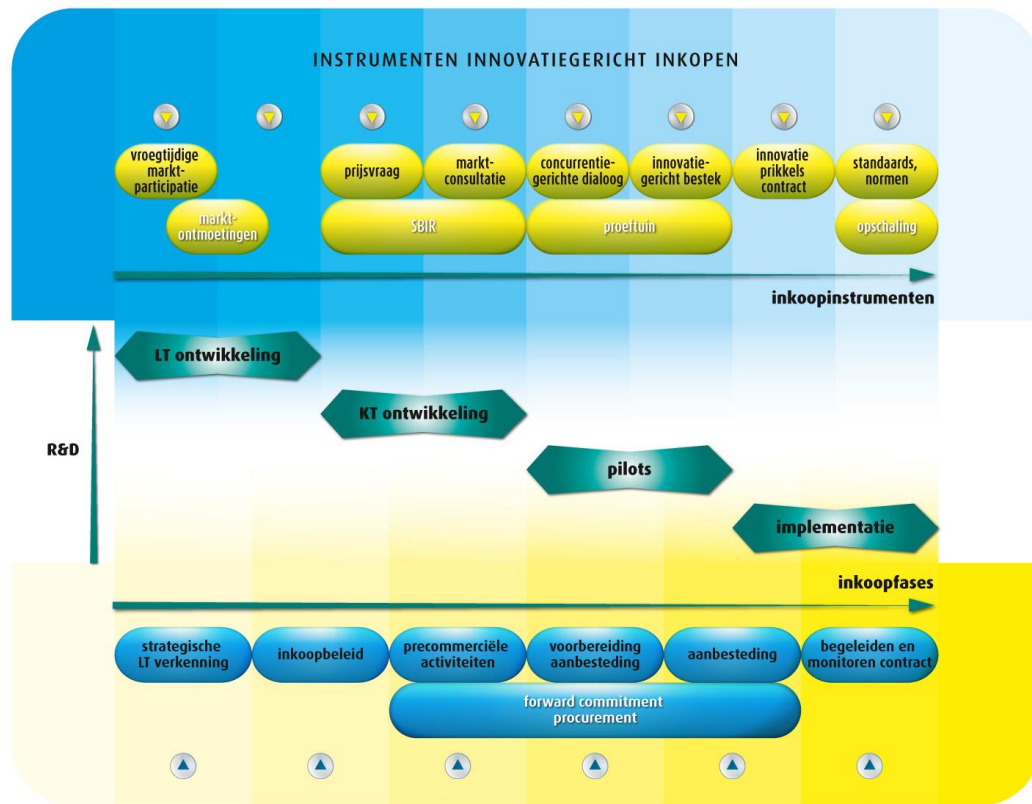 INSTRUMENTEN INNOVATIEGERICHT INKOPEN
vroegtijdige
markt-
participatie
prijsvraag
markt-
consultatie
concurrentie-
gerichte dialoog
innovatie-
gericht bestek
innovatie
prikkels
contract
standaards,
normen
markt-
ontmoetingen
SBIR
proeftuin
opschaling
inkoopinstrumenten
LT ontwikkeling
KT ontwikkeling
R&D
pilots
implementatie
inkoopfases
strategische
LT verkenning
inkoopbeleid
precommerciële
activiteiten
voorbereiding
aanbesteding
aanbesteding
begeleiden en
monitoren contract
forward commitment
procurement